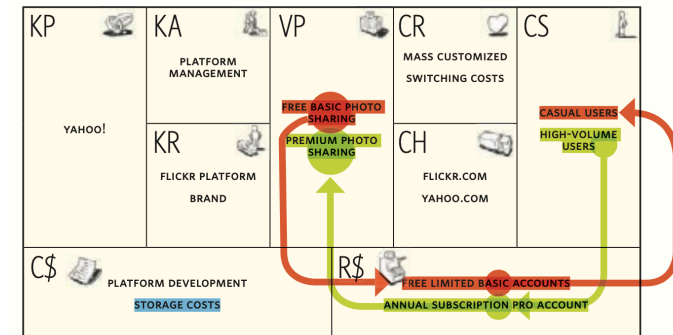 KP
YAHOO!
KA
PLATFORM
MANAGEMENT
KR
FLICKR PLATFORM
BRAND
VP
FREE BASIC PHOTO
SHARING
PREMIUM PHOTO
SHARING
CR
MASS CUSTOMIZED
SWITCHING COSTS
CH
FLICKR.COM
YAHOO.COM
CS
CASUAL USERS
HIGH-VOLUME
USERS
C$
PLATFORM DEVELOPMENT
STORAGE COSTS
R$
FREE LIMITED BASIC ACCOUNTS
ANNUAL SUBSCRIPTION PRO ACCOUNT